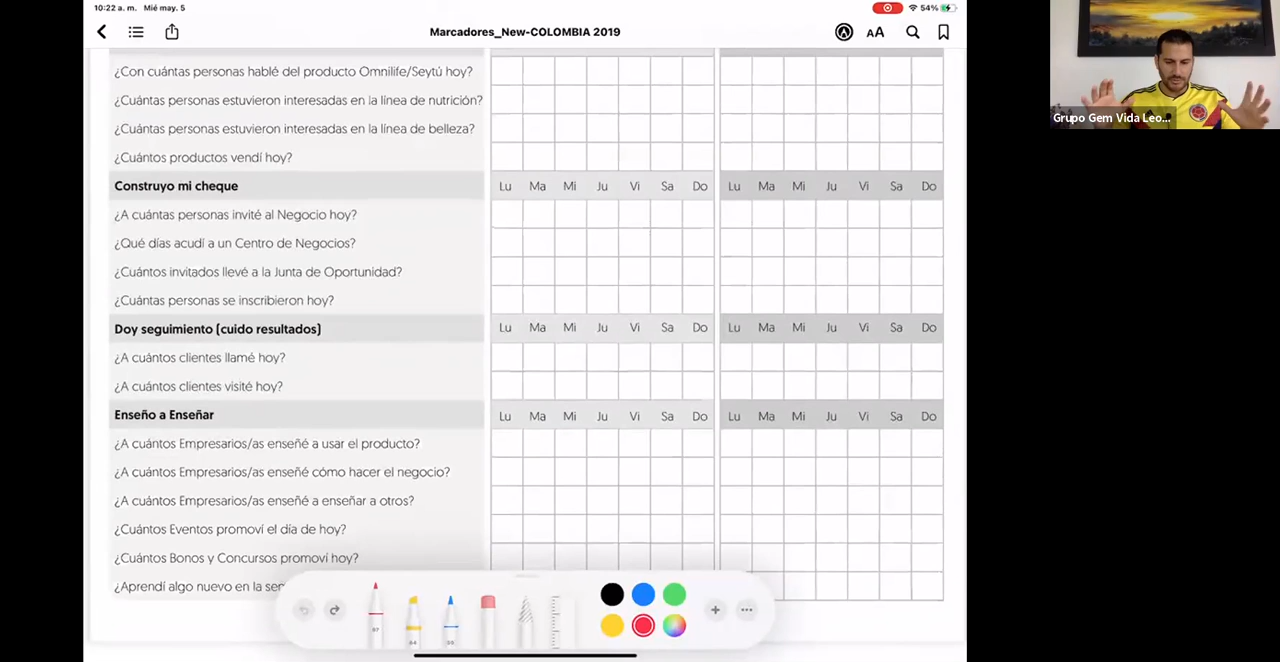 10:22 a. m. Mié may. 5
54%
Marcadores_New-COLOMBIA 2019
AA
¿Con cuántas personas hablé del producto Omnilife/Seytú hoy?
¿Cuántas personas estuvieron interesadas en la línea de nutrición?
¿Cuántas personas estuvieron interesadas en la línea de belleza?
¿Cuántos productos vendí hoy?
Construyo mi cheque Lu Ma Mi Ju Vi Sa Do Lu Ma Mi Ju Vi Sa Do
¿A cuántas personas invité al Negocio hoy?
¿Qué días acudí a un Centro de Negocios?
¿Cuántos invitados llevé a la Junta de Oportunidad?
¿Cuántas personas se inscribieron hoy?
Doy seguimiento (cuido resultados) Lu Ma Mi Ju Vi Sa Do Lu Ma Mi Ju Vi Sa Do
¿A cuántos clientes llamé hoy?
¿A cuántos clientes visité hoy?
Enseño a Enseñar Lu Ma Mi Ju Vi Sa Do Lu Ma Mi Ju Vi Sa Do
¿A cuántos Empresarios/as enseñé a usar el producto?
¿A cuántos Empresarios/as enseñé cómo hacer el negocio?
¿A cuántos Empresarios/as enseñé a enseñar a otros?
¿Cuántos Eventos promoví el día de hoy?
¿Cuántos Bonos y Concursos promoví hoy?
¿Aprendí algo nuevo en la se
Grupo Gem Vida Leo...